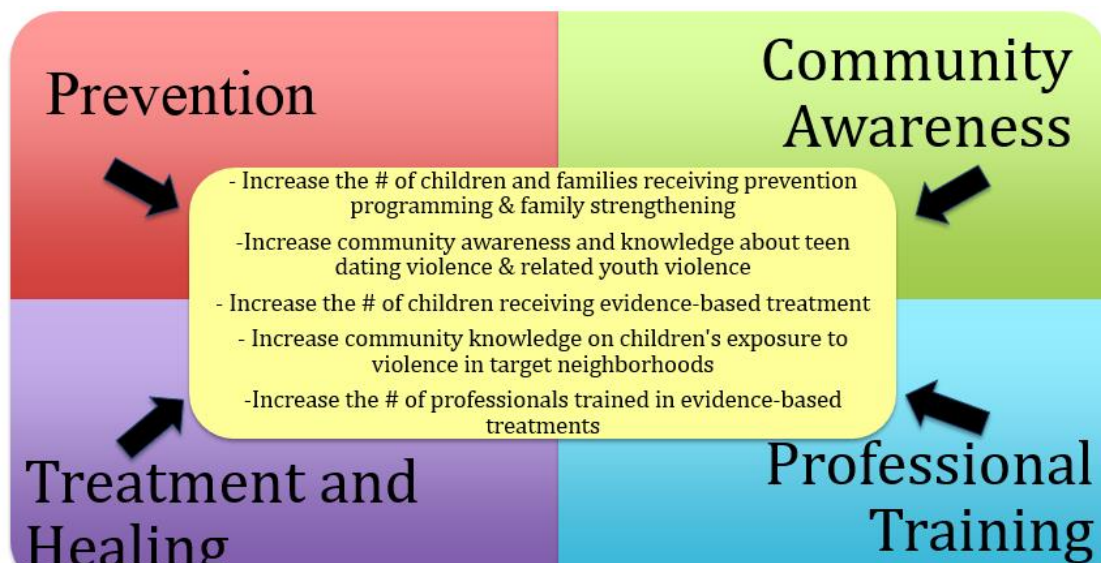 Prevention
Community
Awareness
- Increase the # of children and families receiving prevention
programming & family strengthening
-Increase community awareness and knowledge about teen
dating violence & related youth violence
- Increase the # of children receiving evidence-based treatment
- Increase community knowledge on children's exposure to
violence in target neighborhoods
-Increase the # of professionals trained in evidence-based
treatments
Treatment and
Healing
Professional
Training